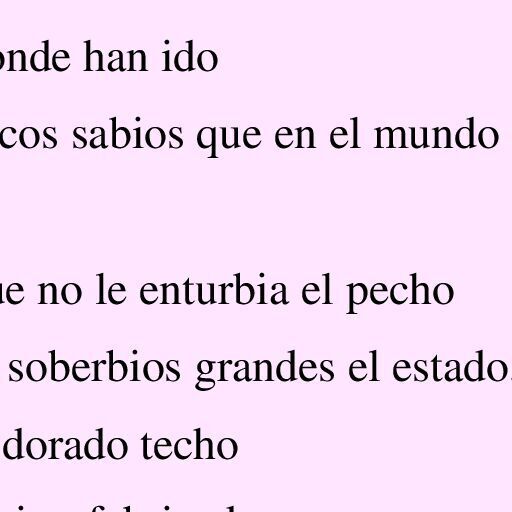 onde han ido
cos sabios que en el mundo
ue no le enturbia el pecho
soberbios grandes el estado,
dorado techo